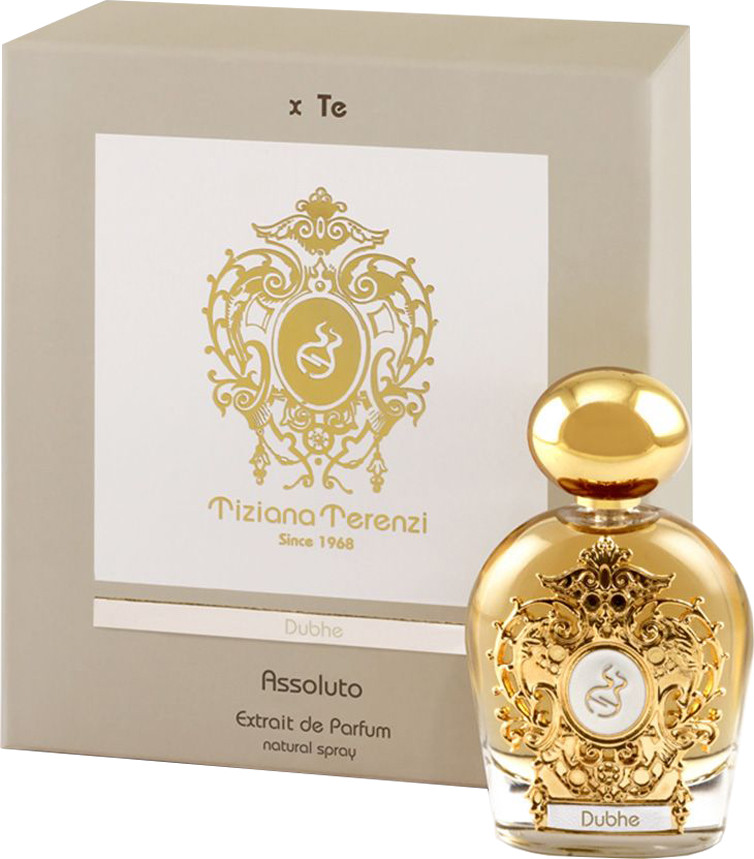 x Te
Tiziana Terenzi
Since 1968
Dubhe
Assoluto
Extrait de Parfum
natural spray
Dubhe